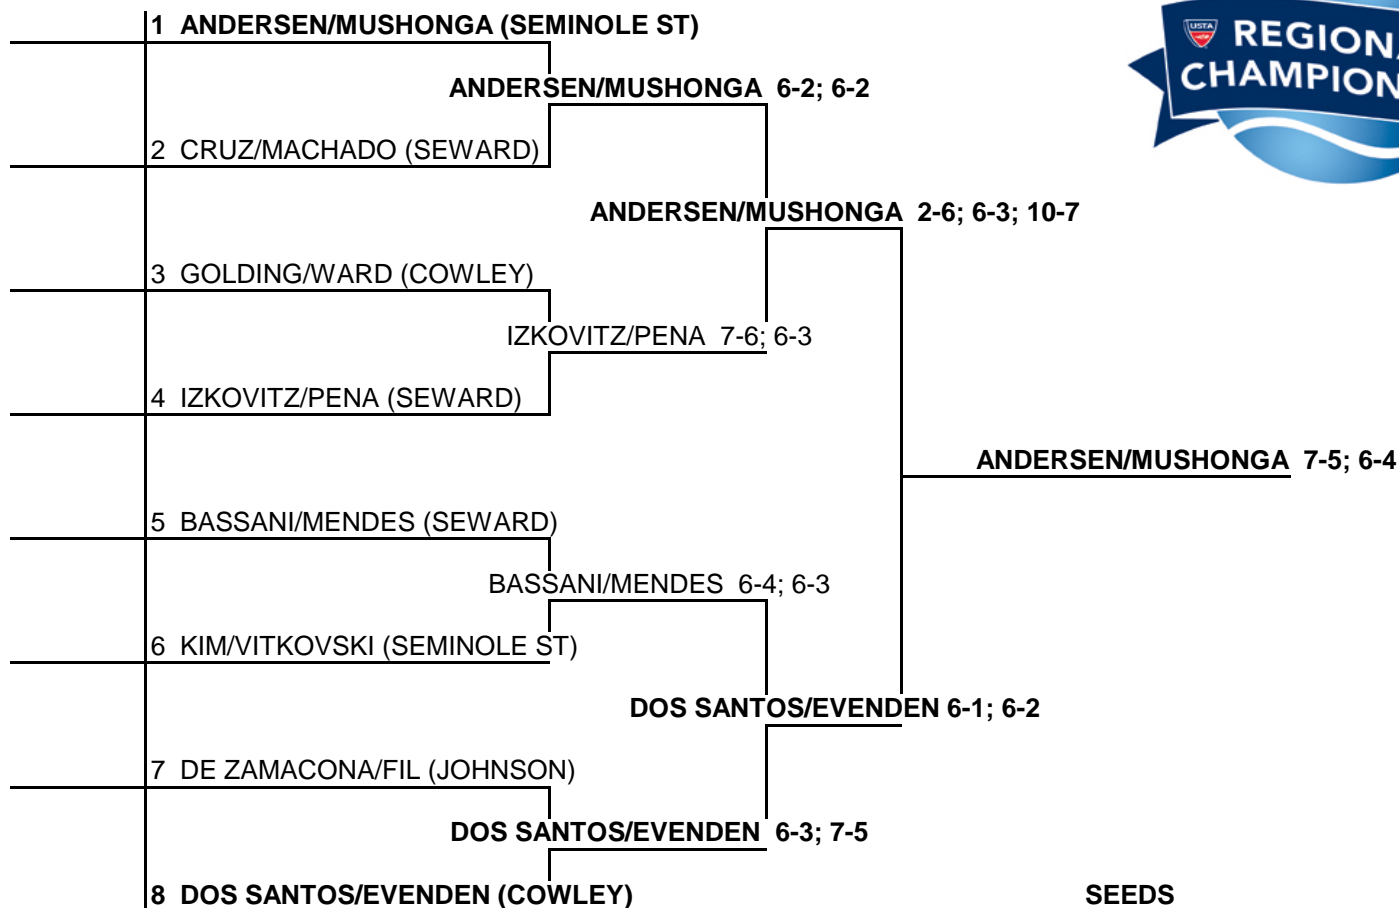 1 ANDERSEN/MUSHONGA (SEMINOLE ST)
USTA
REGIONA
CHAMPION
ANDERSEN/MUSHONGA 6-2; 6-2
2 CRUZ/MACHADO (SEWARD)
ANDERSEN/MUSHONGA 2-6; 6-3; 10-7
3 GOLDING/WARD (COWLEY)
IZKOVITZ/PENA 7-6; 6-3
4 IZKOVITZ/PENA (SEWARD)
ANDERSEN/MUSHONGA 7-5; 6-4
5 BASSANI/MENDES (SEWARD)
BASSANI/MENDES 6-4; 6-3
6 KIM/VITKOVSKI (SEMINOLE ST)
DOS SANTOS/EVENDEN 6-1; 6-2
7 DE ZAMACONA/FIL (JOHNSON)
DOS SANTOS/EVENDEN 6-3; 7-5
8 DOS SANTOS/EVENDEN (COWLEY)
SEEDS